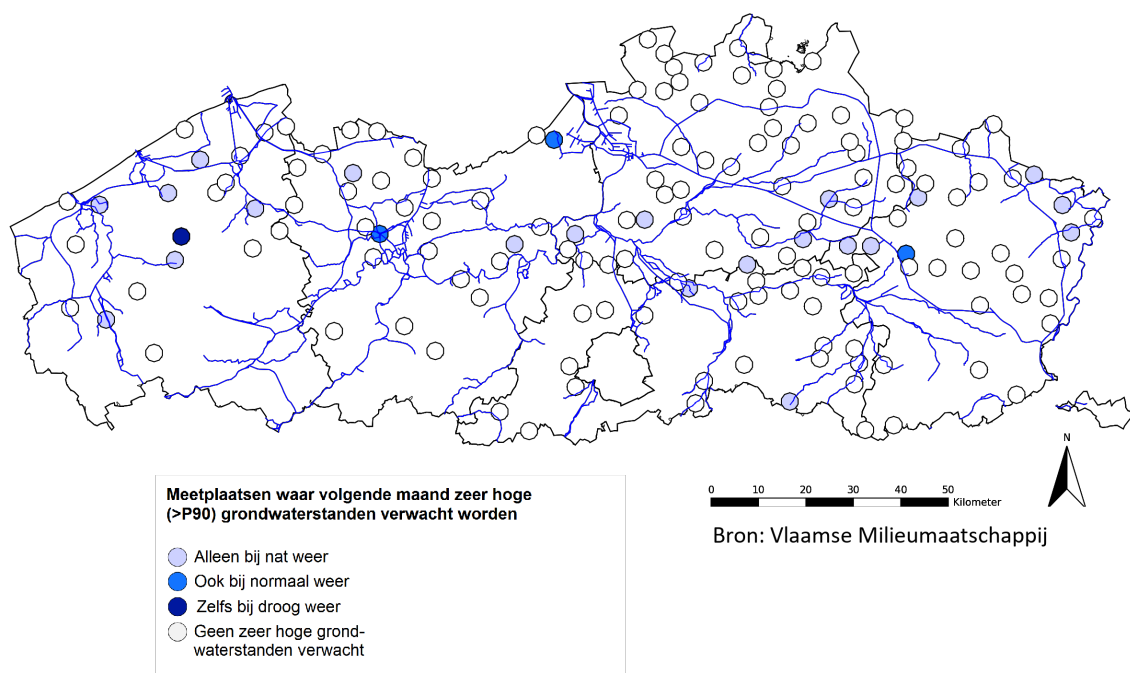 Meetplaatsen waar volgende maand zeer hoge
(>P90) grondwaterstanden verwacht worden
Alleen bij nat weer
Ook bij normaal weer
Zelfs bij droog weer
Geen zeer hoge grond-
waterstanden verwacht
N
0 10 20 30 40 50
Kilometer
Bron: Vlaamse Milieumaatschappij